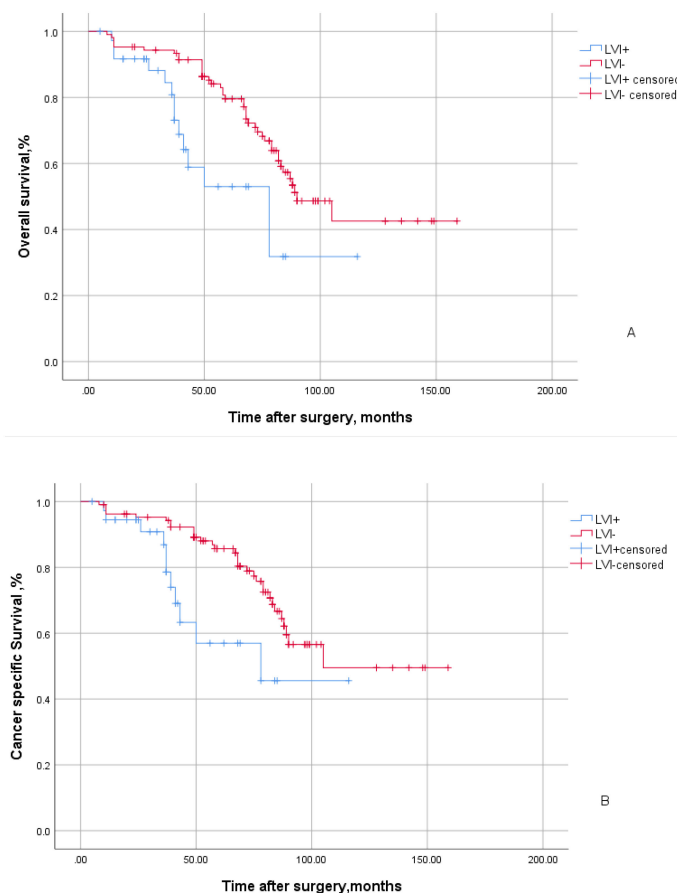 LVI+
LVI-
LVI+ censored
LVI- censored
1.0
0.8
0.6
0.4
0.2
0.0
Overall survival,%
.00 50.00 100.00 150.00 200.00
Time after surgery, months
A
LVI+
LVI-
LVI+censored
LVI-censored
1.0
0.8
0.6
0.4
0.2
0.0
Cancer specific Survival ,%
.00 50.00 100.00 150.00 200.00
Time after surgery,months
B